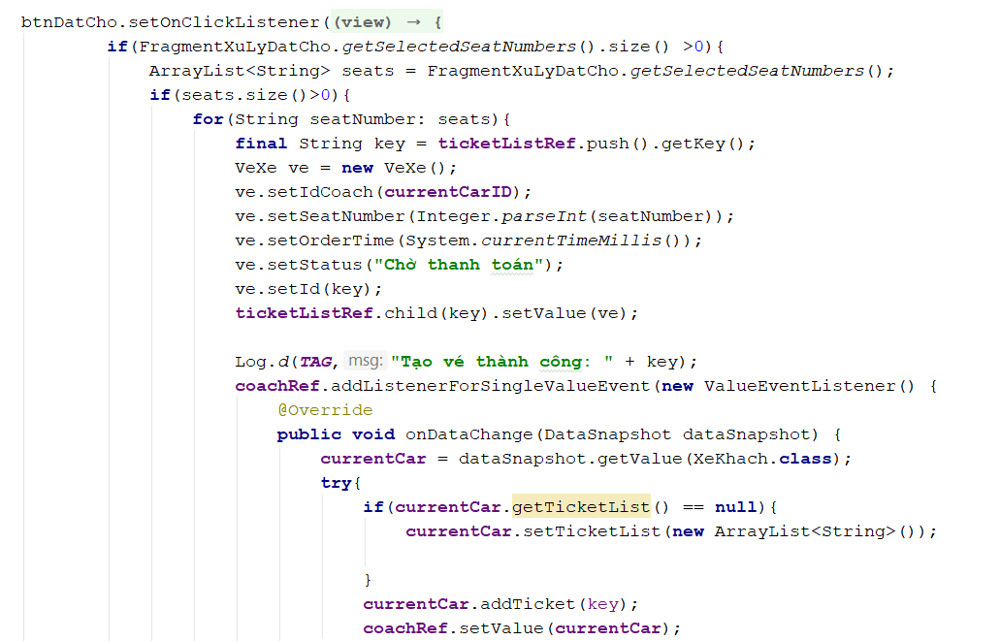 btnDatCho.setOnClickListener((view) → {
if(FragmentXuLyDatCho.getSelectedSeatNumbers().size() >0){
ArrayList<String> seats = FragmentXuLyDatCho.getSelectedSeatNumbers();
if(seats.size()>0){
for(String seatNumber: seats){
final String key = ticketListRef.push().getKey();
VeXe ve = new VeXe();
ve.setIdCoach(currentCarID);
ve.setSeatNumber(Integer.parseInt(seatNumber));
ve.setOrderTime(System.currentTimeMillis());
ve.setStatus("Chờ thanh toán");
ve.setId(key);
ticketListRef.child(key).setValue(ve);
Log.d(TAG, msg: "Tạo vé thành công: " + key);
coachRef.addListenerForSingleValueEvent(new ValueEventListener() {
@Override
public void onDataChange(DataSnapshot dataSnapshot) {
currentCar = dataSnapshot.getValue(XeKhach.class);
try{
if(currentCar.getTicketList() == null){
currentCar.setTicketList(new ArrayList<String>());
}
currentCar.addTicket(key);
coachRef.setValue(currentCar);